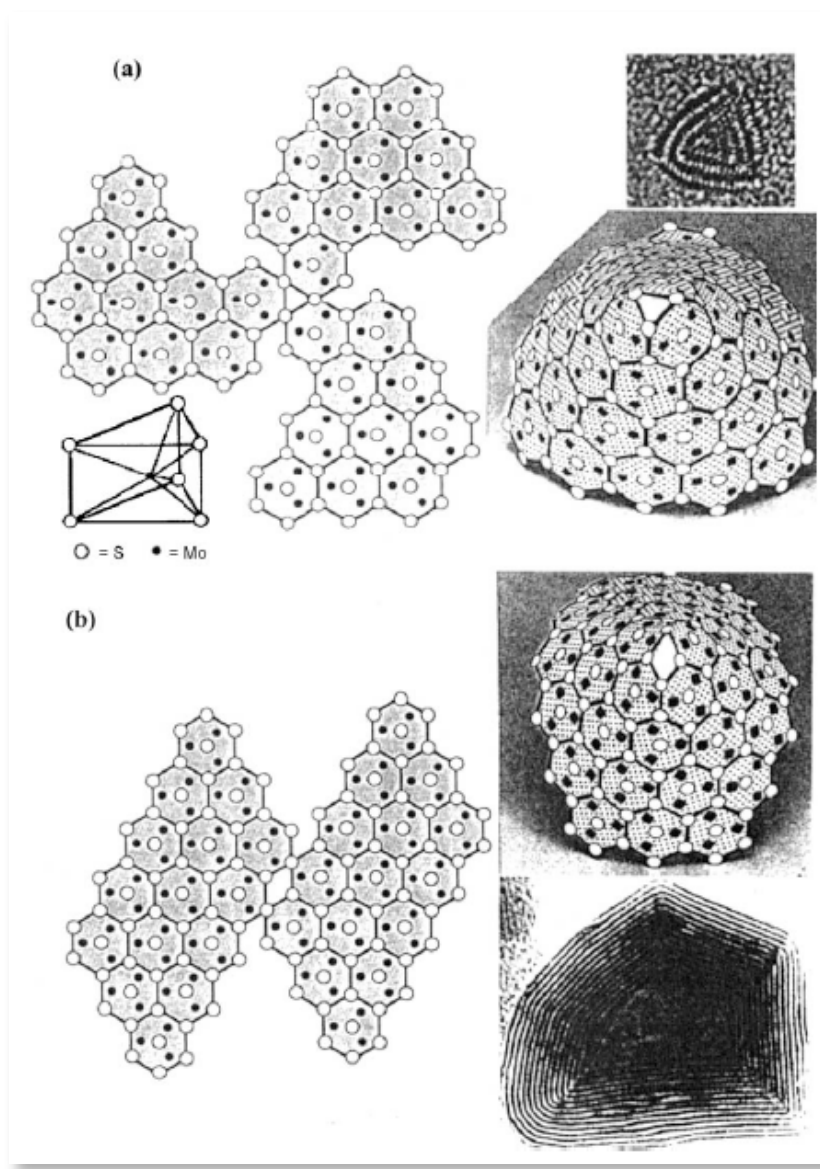 (a)
○ = S ● = Mo
(b)